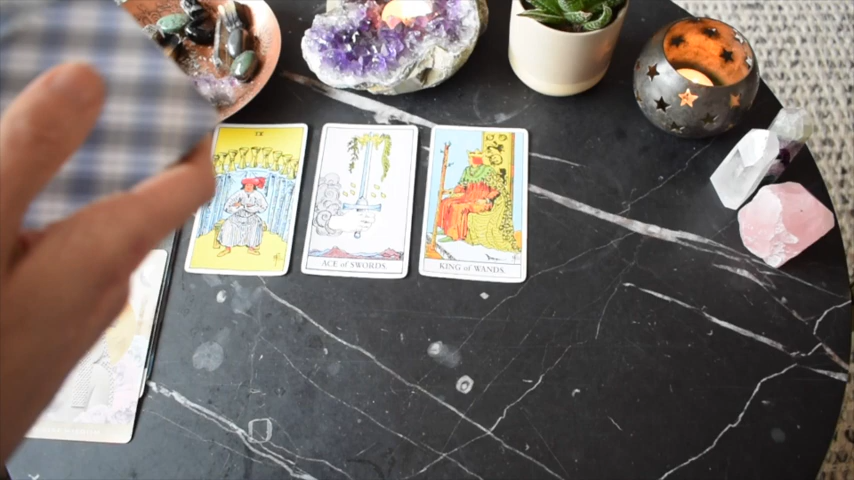 IX
ACE of SWORDS.
KING of WANDS.